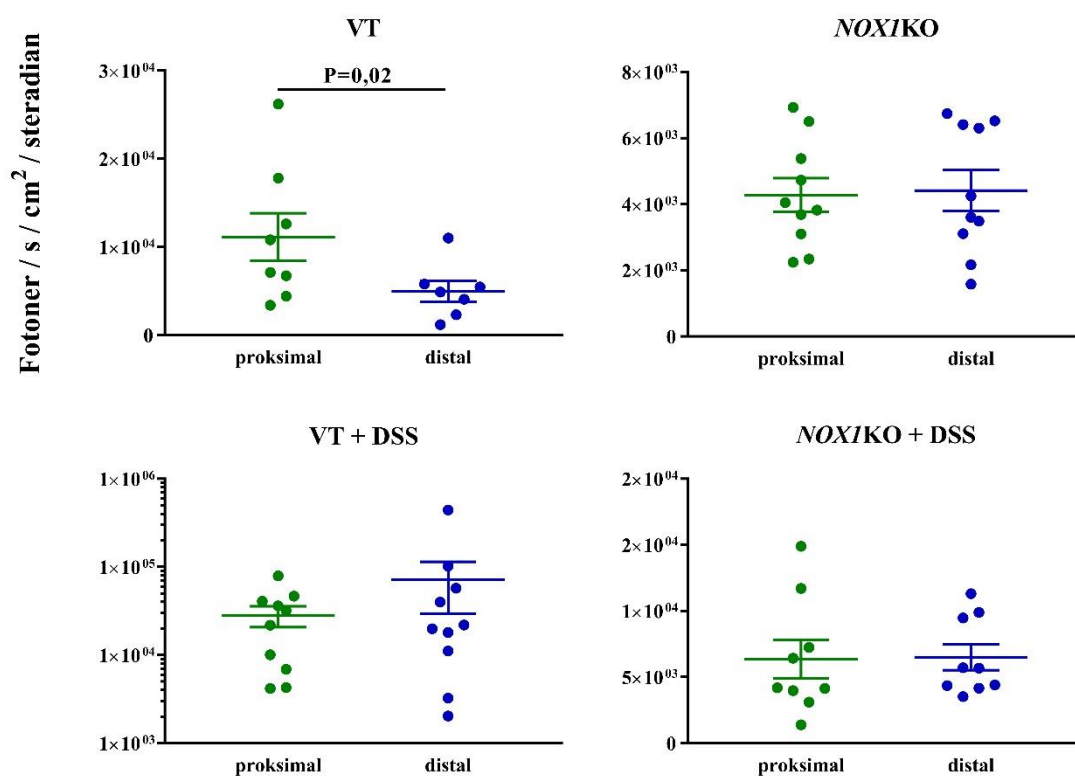 Fotoner / s / cm² / steradian
VT
P=0,02
3×10⁰⁴
2×10⁰⁴
1×10⁰⁴
0
proksimal distal
NOX1KO
8×10⁰³
6×10⁰³
4×10⁰³
2×10⁰³
0
proksimal distal
VT + DSS
1×10⁰⁶
1×10⁰⁵
1×10⁰⁴
1×10⁰³
proksimal distal
NOX1KO + DSS
2×10⁰⁴
2×10⁰⁴
1×10⁰⁴
5×10⁰³
0
proksimal distal